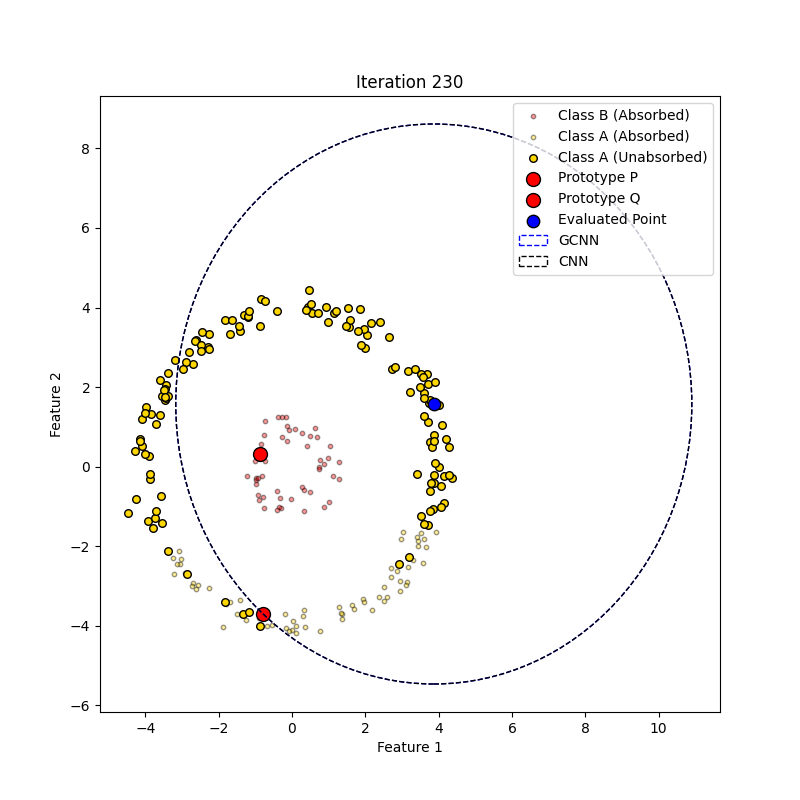 Iteration 230
Class B (Absorbed)
Class A (Absorbed)
Class A (Unabsorbed)
Prototype P
Prototype Q
Evaluated Point
GCNN
CNN
8
6
4
2
0
−2
−4
−6
Feature 2
−4 −2 0 2 4 6 8 10
Feature 1